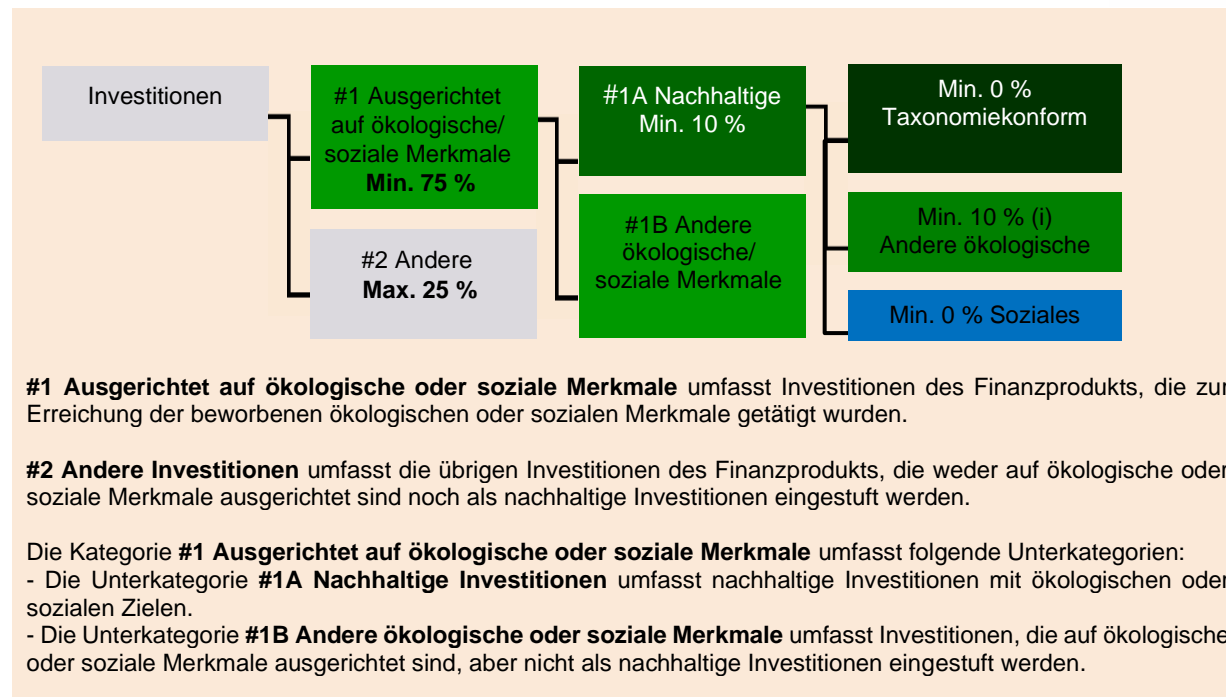 Investitionen
#1 Ausgerichtet
auf ökologische/
soziale Merkmale
Min. 75 %
#2 Andere
Max. 25 %
#1A Nachhaltige
Min. 10 %
#1B Andere
ökologische/
soziale Merkmale
Min. 0 %
Taxonomiekonform
Min. 10 % (i)
Andere ökologische
Min. 0 % Soziales
#1 Ausgerichtet auf ökologische oder soziale Merkmale umfasst Investitionen des Finanzprodukts, die zur
Erreichung der beworbenen ökologischen oder sozialen Merkmale getätigt wurden.
#2 Andere Investitionen umfasst die übrigen Investitionen des Finanzprodukts, die weder auf ökologische oder
soziale Merkmale ausgerichtet sind noch als nachhaltige Investitionen eingestuft werden.
Die Kategorie #1 Ausgerichtet auf ökologische oder soziale Merkmale umfasst folgende Unterkategorien:
- Die Unterkategorie #1A Nachhaltige Investitionen umfasst nachhaltige Investitionen mit ökologischen oder
sozialen Zielen.
- Die Unterkategorie #1B Andere ökologische oder soziale Merkmale umfasst Investitionen, die auf ökologische
oder soziale Merkmale ausgerichtet sind, aber nicht als nachhaltige Investitionen eingestuft werden.